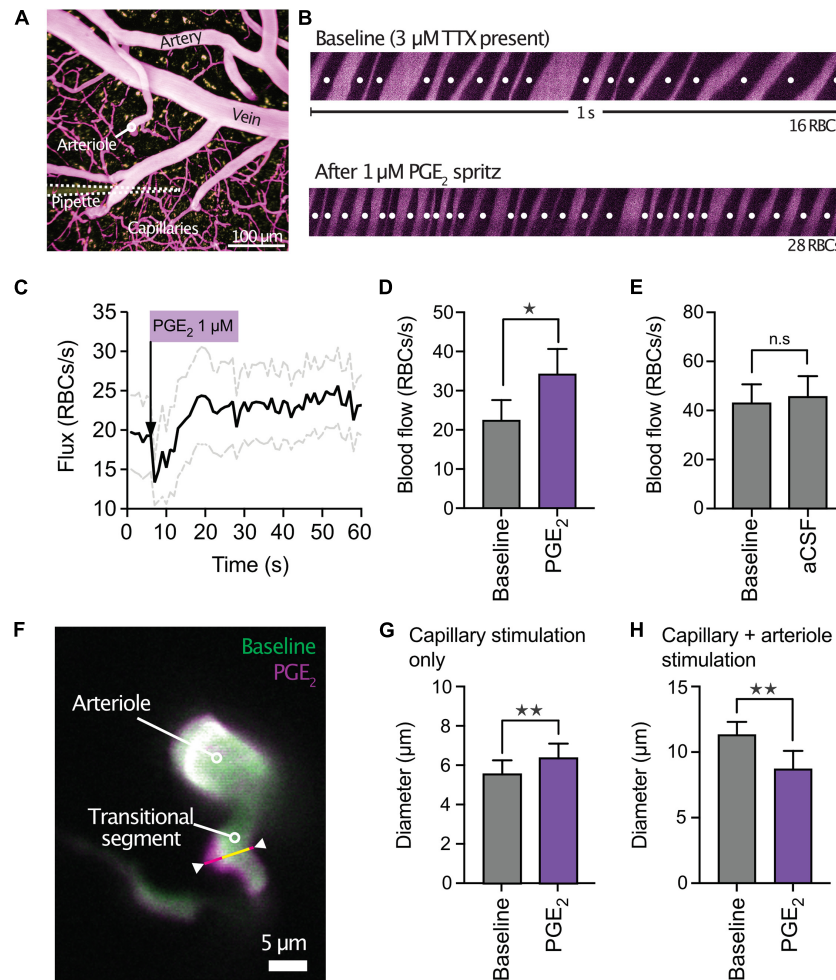 A
Artery
Vein
Arteriole
Pipette
Capillaries
100 µm
B
Baseline (3 µM TTX present)
1 s
16 RBCs
After 1 µM PGE2 spritz
28 RBCs
C
PGE2 1 µM
Flux (RBCs/s)
35
30
25
20
15
10
0
10
20
30
40
50
60
Time (s)
D
Blood flow (RBCs/s)
50
40
30
20
10
0
★
Baseline
PGE2
E
Blood flow (RBCs/s)
80
60
40
20
0
n.s
Baseline
aCSF
F
Baseline
PGE2
Arteriole
Transitional
segment
5 µm
G
Capillary stimulation
only
Diameter (µm)
10
8
6
4
2
0
★★
Baseline
PGE2
H
Capillary + arteriole
stimulation
Diameter (µm)
15
10
5
0
★★
Baseline
PGE2